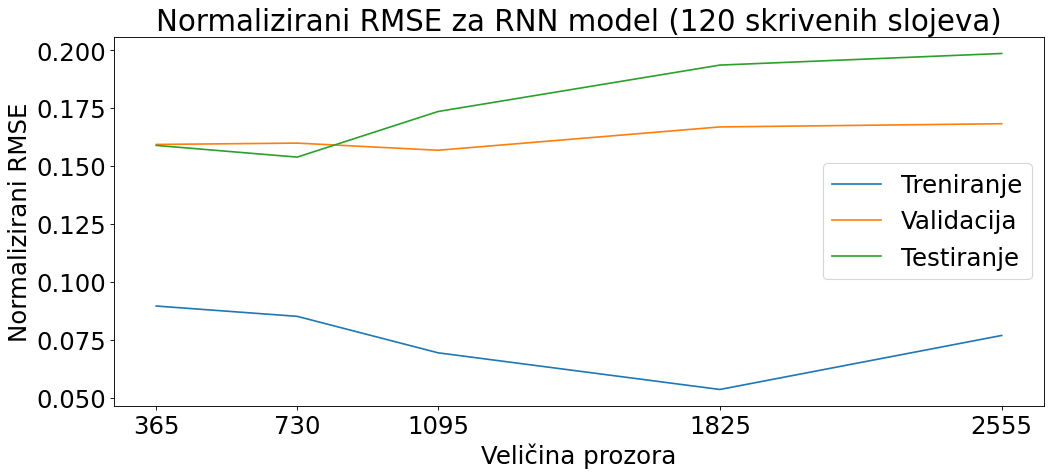 Normalizirani RMSE za RNN model (120 skrivenih slojeva)
Normalizirani RMSE
0.200
0.175
0.150
0.125
0.100
0.075
0.050
Treniranje
Validacija
Testiranje
365 730 1095 1825 2555
Veličina prozora